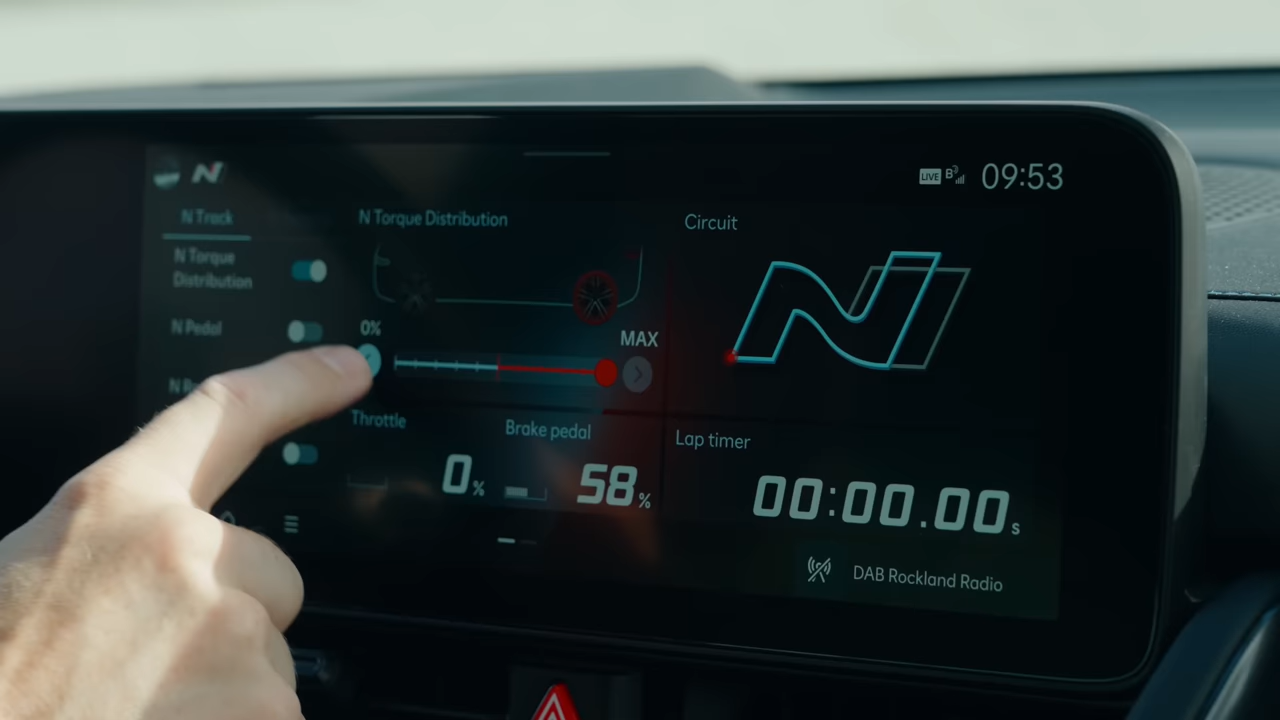 N
LIVE
B
09:53
N Track
N Torque Distribution
Circuit
N Torque
Distribution
N Pedal
0%
MAX
Throttle
Brake pedal
Lap timer
0%
58%
00:00.00s
DAB Rockland Radio